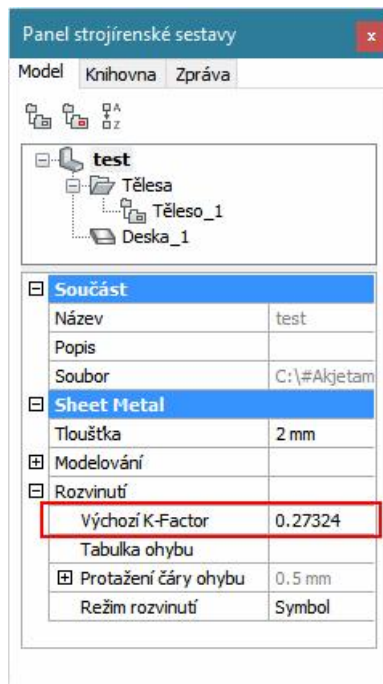 Panel strojírenské sestavy x
Model Knihovna Zpráva
A Z
test
Tělesa
Těleso_1
Deska_1
Součást
Název test
Popis
Soubor C:\#Akjetam
Sheet Metal
Tloušťka 2 mm
Modelování
Rozvinutí
Výchozí K-Factor 0.27324
Tabulka ohybu
Protažení čáry ohybu 0.5 mm
Režim rozvinutí Symbol